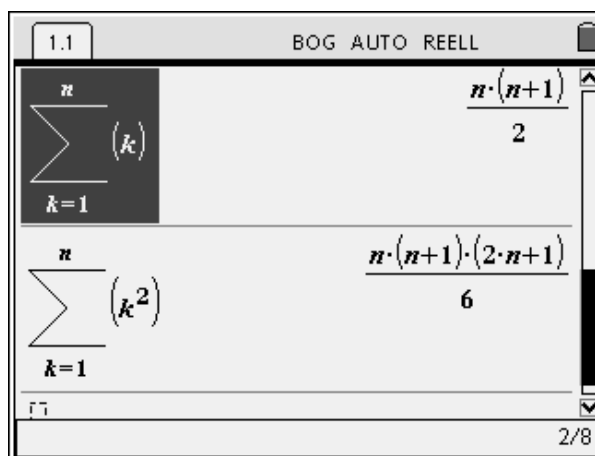 1.1 BOG AUTO REELL
n
∑ (k)
k=1
n·(n+1)
2
n
∑ (k²)
k=1
n·(n+1)·(2·n+1)
6
2/8